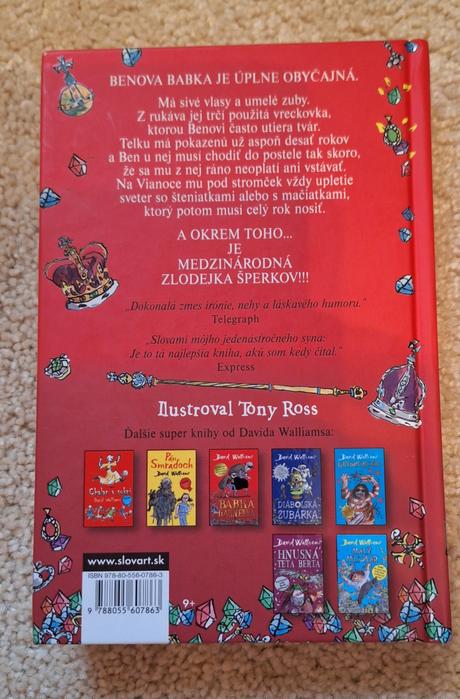 BENOVA BABKA JE ÚPLNE OBYČAJNÁ.
Má sivé vlasy a umelé zuby.
Z rukáva jej trčí použitá vreckovka,
ktorou Benovi často utiera tvár.
Telku má pokazenú už aspoň desať rokov
a Ben u nej musí chodiť do postele tak skoro,
že sa mu z nej ráno neoplatí ani vstávať.
Na Vianoce mu pod stromček vždy upletie
sveter so šteniatkami alebo s mačiatkami,
ktorý potom musí celý rok nosiť.
A OKREM TOHO...
JE
MEDZINÁRODNÁ
ZLODEJKA ŠPERKOV!!!
„Dokonalá zmes irónie, nehy a láskavého humoru.“
Telegraph
„Slovami môjho jedenásťročného syna:
Je to tá najlepšia kniha, akú som kedy čítal.“
Express
Ilustroval Tony Ross
Ďalšie super knihy od Davida Walliamsa:
Chalan v sukni
David Walliams
Pán
Smraďoch
David Walliams
David Walliams
BABKA
David Walliams
DIABOLSKÁ
ZUBÁRKA
David Walliams
David Walliams
HNUSNÁ
TETA BERTA
David Walliams
www.slovart.sk
ISBN 978-80-556-0786-3
9 788055 607863
9+